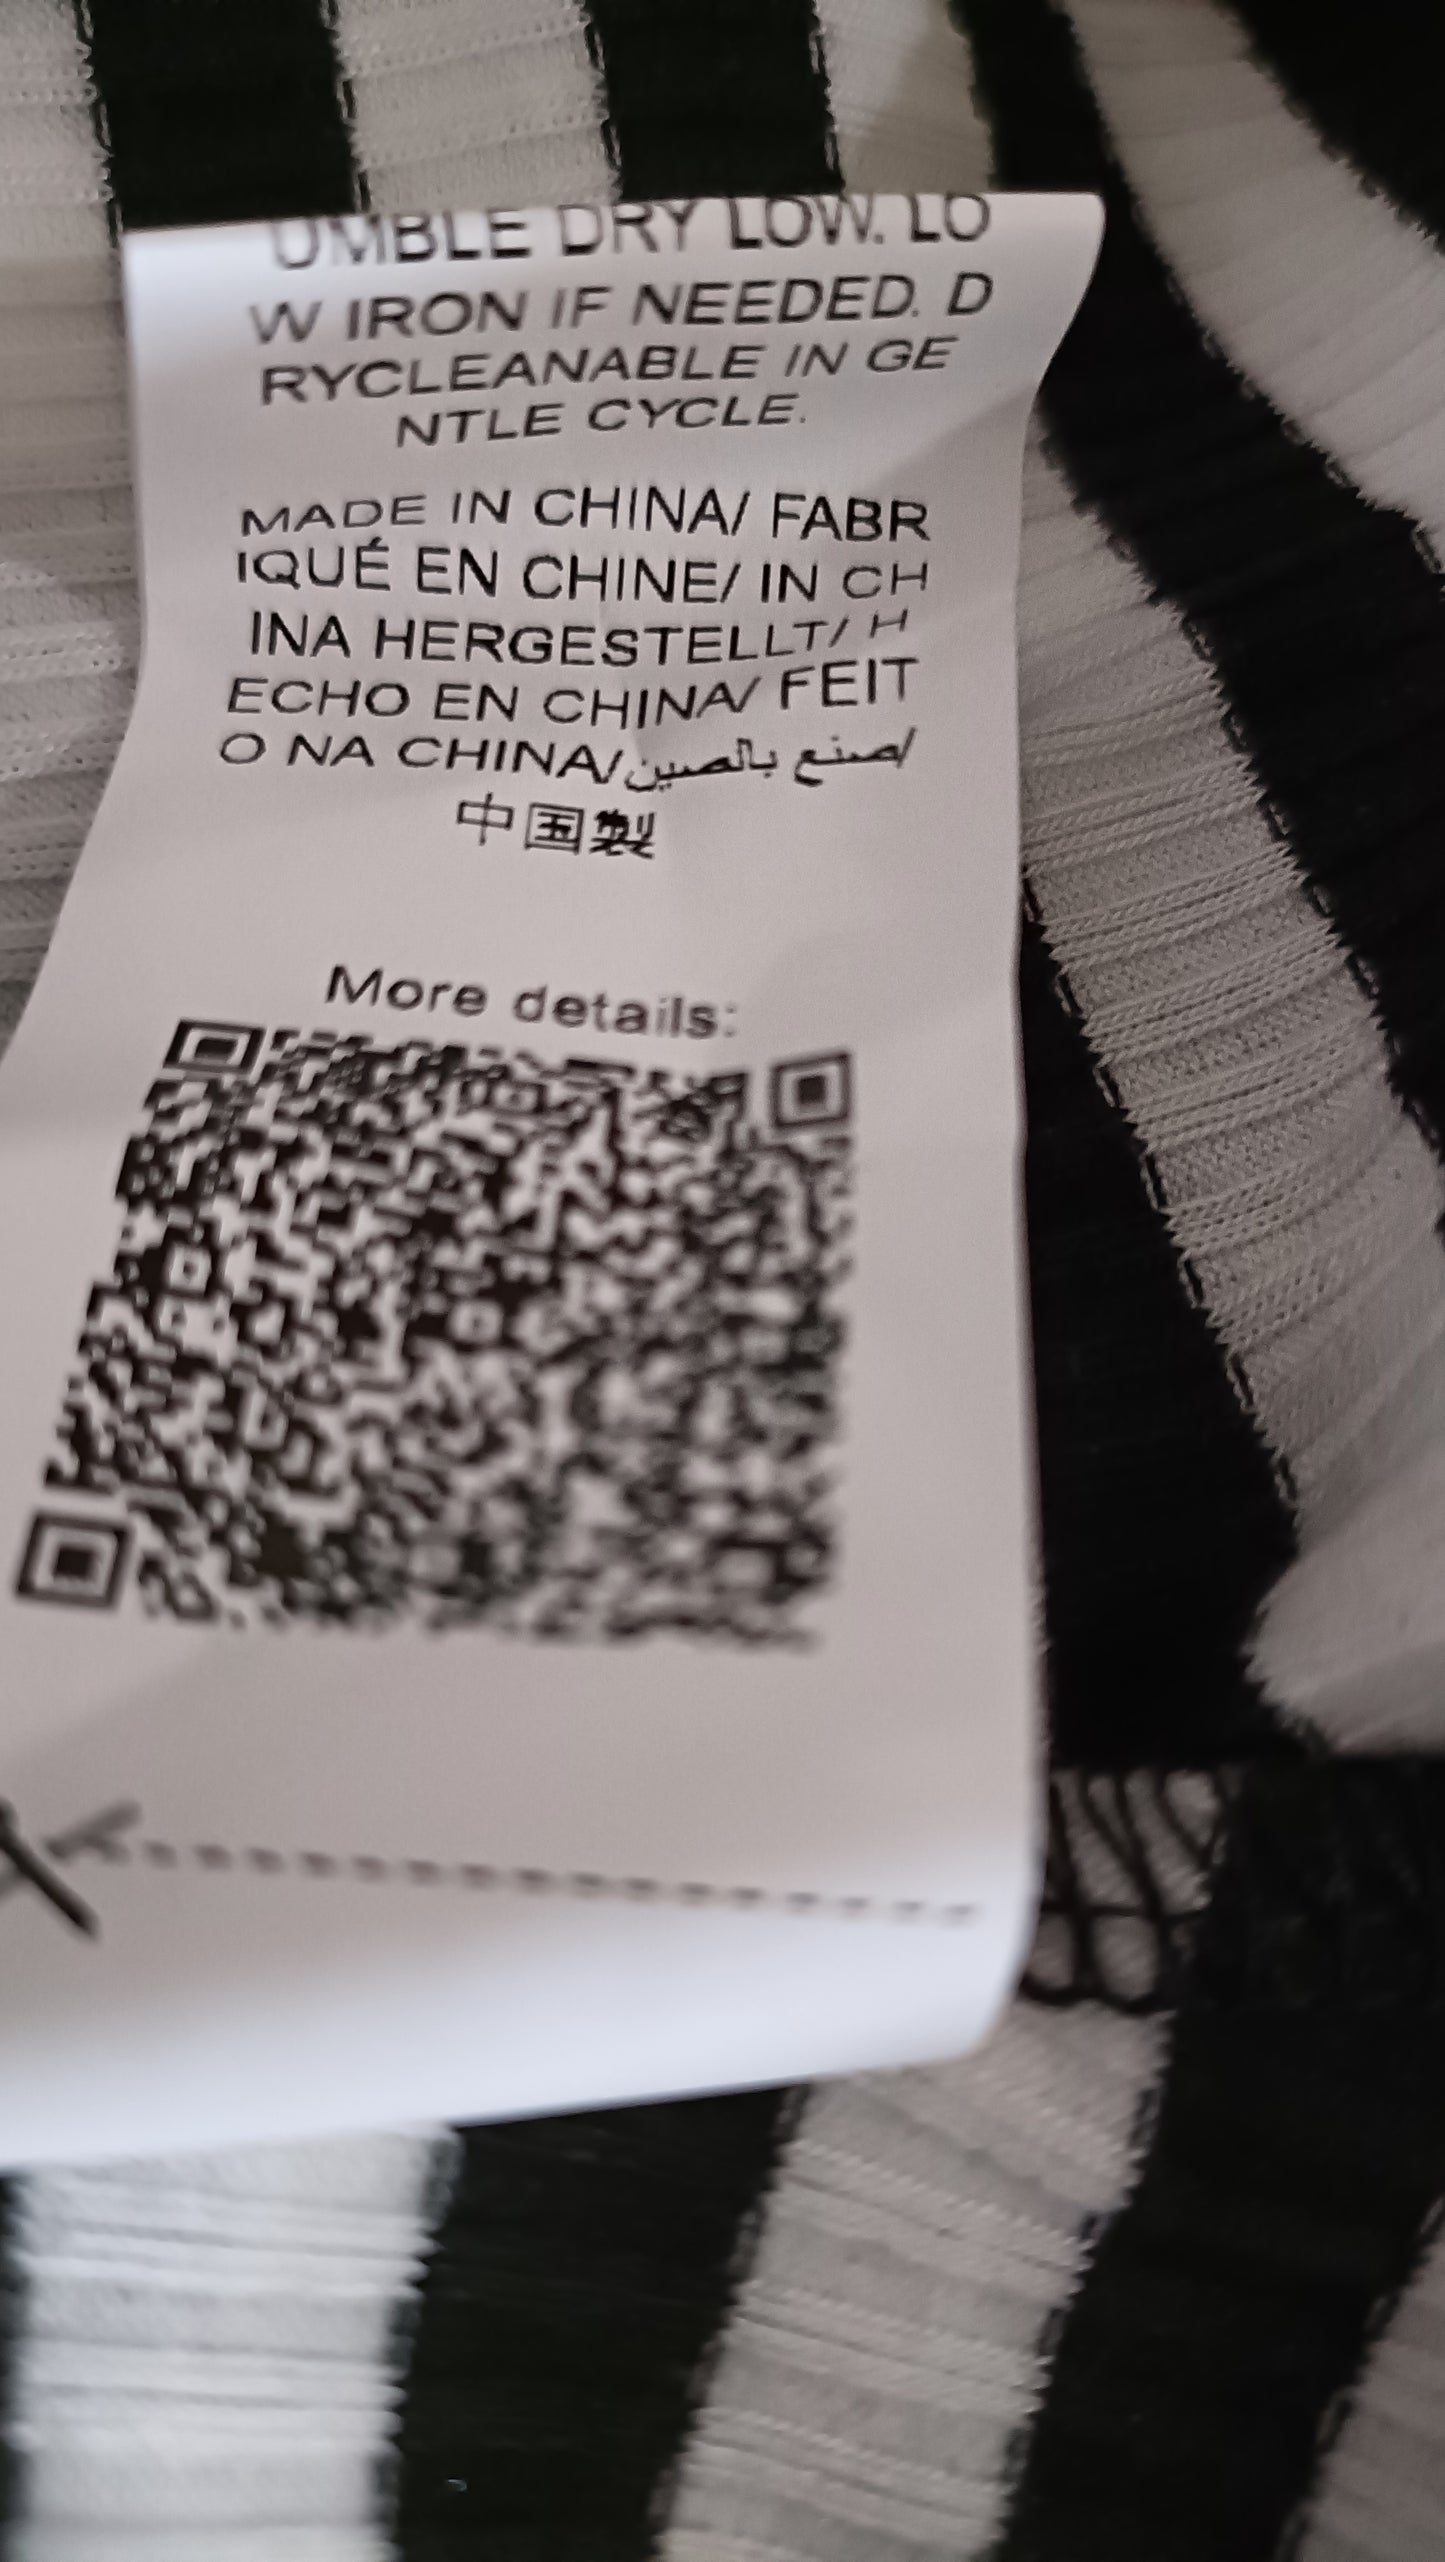 UMBLE DRY LOW. LO
W IRON IF NEEDED. D
RYCLEANABLE IN GE
NTLE CYCLE.
MADE IN CHINA/ FABR
IQUÉ EN CHINE/ IN CH
INA HERGESTELLT/ H
ECHO EN CHINA/ FEIT
O NA CHINA/صنع بالصين/
中国製
More details: